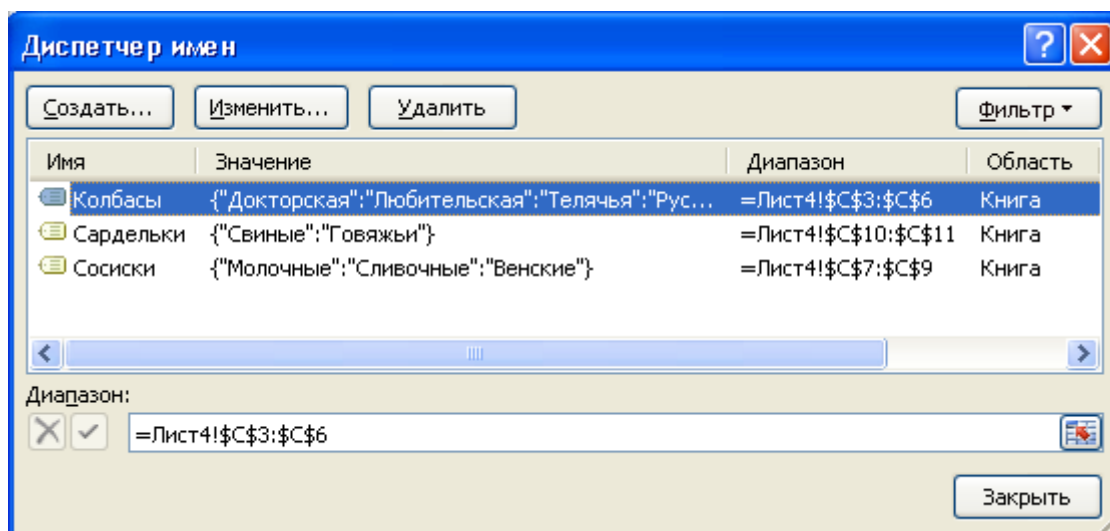 Диспетчер имен
Создать... Изменить... Удалить Фильтр
Имя Значение Диапазон Область
Колбасы {"Докторская":"Любительская":"Телячья":"Рус... =Лист4!$C$3:$C$6 Книга
Сардельки {"Свиные":"Говяжьи"} =Лист4!$C$10:$C$11 Книга
Сосиски {"Молочные":"Сливочные":"Венские"} =Лист4!$C$7:$C$9 Книга
Диапазон:
=Лист4!$C$3:$C$6
Закрыть